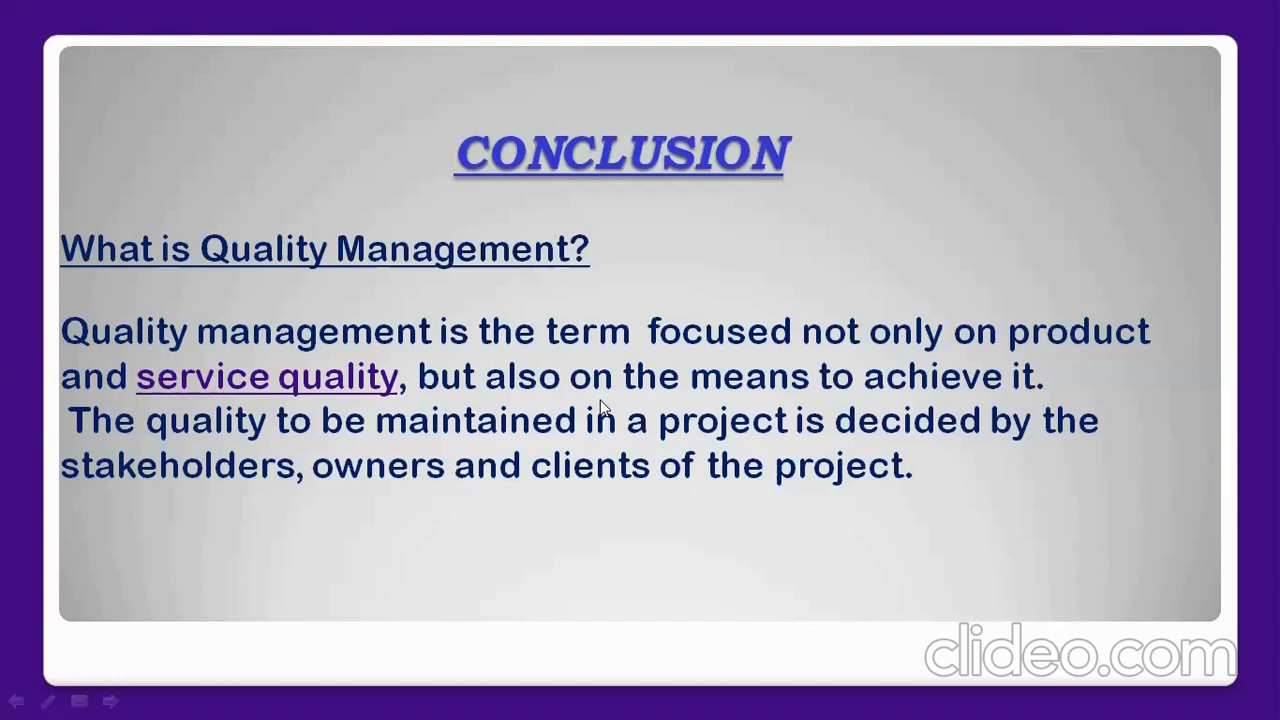 CONCLUSION
What is Quality Management?
Quality management is the term focused not only on product
and service quality, but also on the means to achieve it.
The quality to be maintained in a project is decided by the
stakeholders, owners and clients of the project.
clideo.com